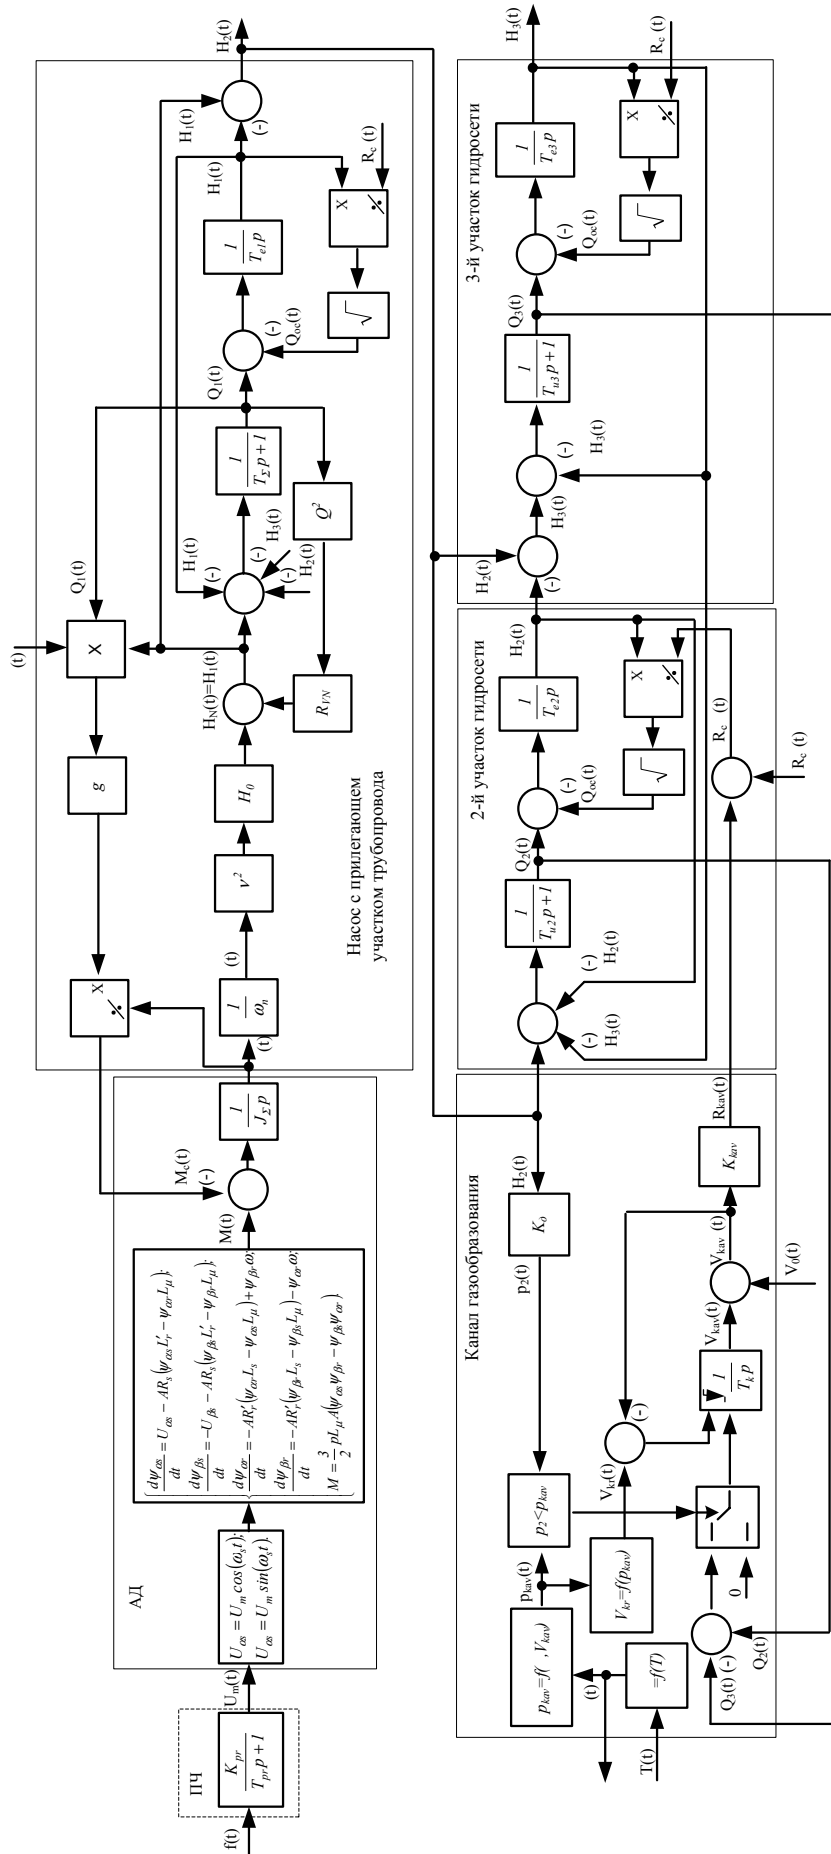 f(t)
ПЧ
K_pr / T_pr p+1
U_m(t)
АД
U_αs = U_m cos(ω_s t);
U_αs = U_m sin(ω_s t).
dψ_αs/dt = U_αs − AR_s(ψ_αs L'_r − ψ_αr L_μ);
dψ_βs/dt = −U_βs − AR_s(ψ_βs L'_r − ψ_βr L_μ);
dψ_αr/dt = −AR'_r(ψ_αr L_s − ψ_αs L_μ) + ψ_βr ω;
dψ_βr/dt = −AR'_r(ψ_βr L_s − ψ_βs L_μ) − ψ_αr ω;
M = 3/2 pL_μ A(ψ_αs ψ_βr − ψ_βs ψ_αr).
M(t)
M_c(t)
(-)
1 / J_Σ p
(t)
X
1 / ω_n
(t)
Насос с прилегающем
участком трубопровода
ν²
g
H_0
H_N(t)=H_1(t)
R_VN
X
(t)
Q_1(t)
H_1(t)
(-)
(-)
H_3(t)
(-)
H_2(t)
1 / T_Σ p+1
Q²
Q_1(t)
(-)
Q_oc(t)
1 / T_e1 p
√
X
R_c (t)
H_1(t)
H_1(t)
(-)
H_2(t)
Канал газообразования
T(t)
=f(T)
(t)
p_kav=f( ,V_kav)
p_kav(t)
p_2<p_kav
V_kr=f(p_kav)
V_kr(t)
(-)
p_2(t)
K_∂
H_2(t)
Q_3(t)
(-)
Q_2(t)
0
1 / T_k p
V_kav(t)
V_0(t)
V_kav (t)
K_kav
R_kav(t)
2-й участок гидросети
(-)
H_3(t)
(-)
H_2(t)
1 / T_u2 p+1
Q_2(t)
(-)
Q_oc(t)
1 / T_e2 p
√
X
R_c (t)
R_c (t)
H_2(t)
3-й участок гидросети
H_2(t)
(-)
H_3(t)
(-)
H_3(t)
1 / T_u3 p+1
Q_3(t)
(-)
Q_oc(t)
1 / T_e3 p
√
X
R_c (t)
H_3(t)